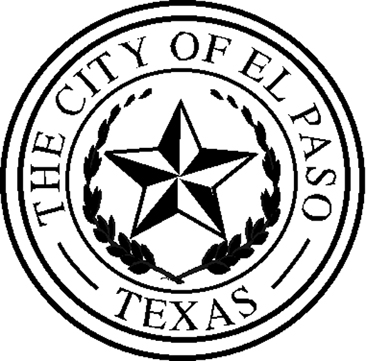 THE CITY OF EL PASO
TEXAS